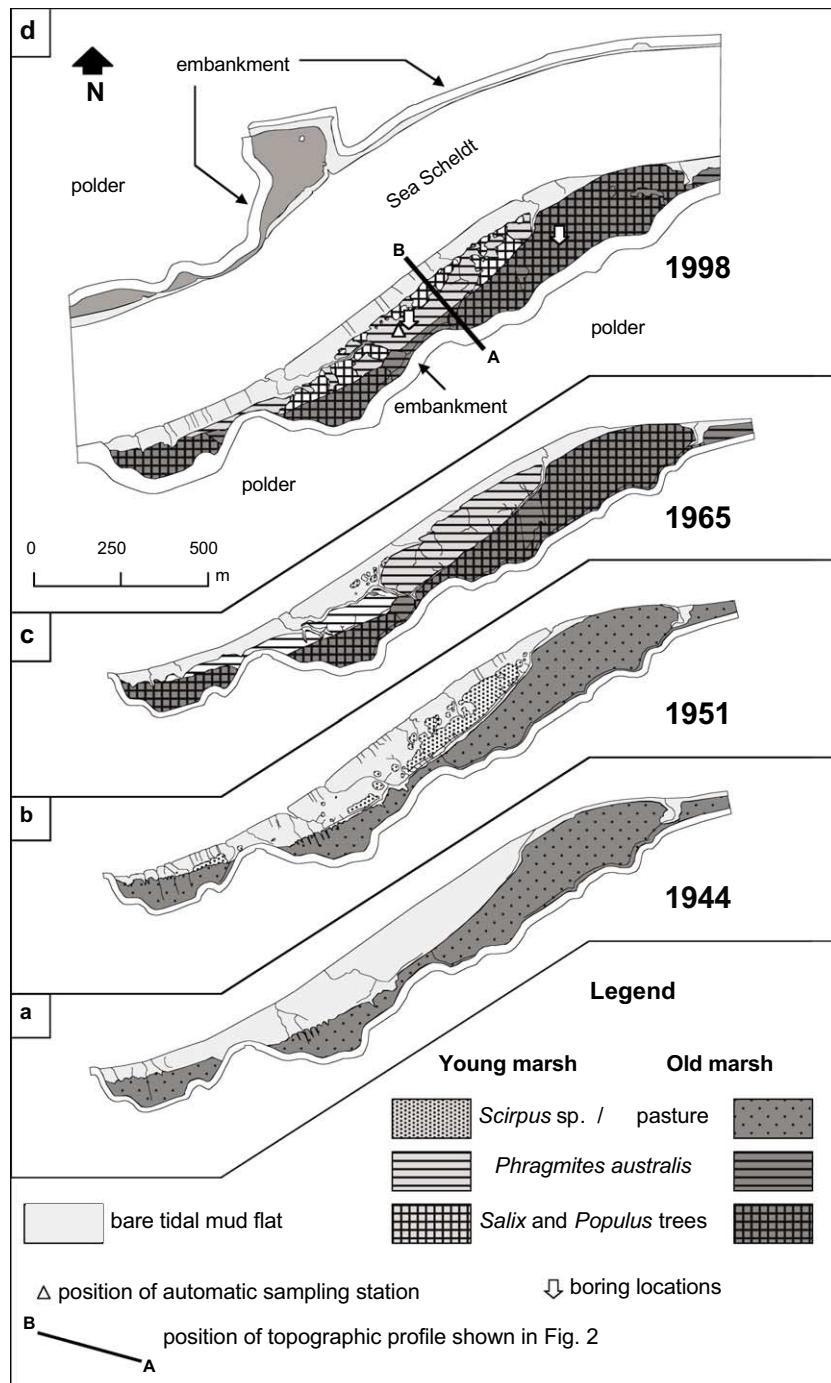 d
embankment
N
polder
Sea Scheldt
B
1998
polder
A
embankment
polder
0 250 500
m
1965
c
1951
b
1944
a
Legend
Young marsh Old marsh
Scirpus sp. / pasture
Phragmites australis
bare tidal mud flat
Salix and Populus trees
position of automatic sampling station
boring locations
B
position of topographic profile shown in Fig. 2
A